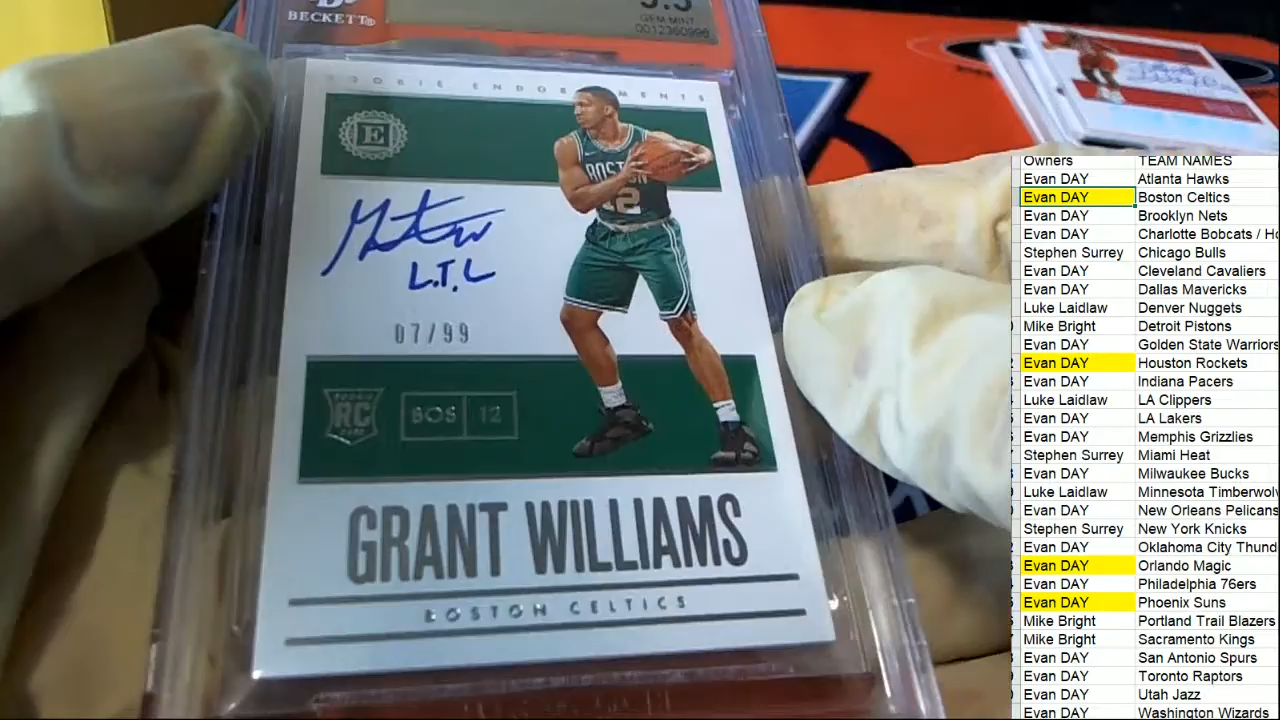 BECKETT®
9.5
GEM MINT
0012360996
ROOKIE ENDORSEMENTS
E
BOSTON
12
L.T.L
07/99
RC
BOS 12
GRANT WILLIAMS
BOSTON CELTICS
Owners TEAM NAMES
Evan DAY Atlanta Hawks
Evan DAY Boston Celtics
Evan DAY Brooklyn Nets
Evan DAY Charlotte Bobcats / Ho
Stephen Surrey Chicago Bulls
Evan DAY Cleveland Cavaliers
Evan DAY Dallas Mavericks
Luke Laidlaw Denver Nuggets
Mike Bright Detroit Pistons
Evan DAY Golden State Warriors
Evan DAY Houston Rockets
Evan DAY Indiana Pacers
Luke Laidlaw LA Clippers
Evan DAY LA Lakers
Evan DAY Memphis Grizzlies
Stephen Surrey Miami Heat
Evan DAY Milwaukee Bucks
Luke Laidlaw Minnesota Timberwol
Evan DAY New Orleans Pelicans
Stephen Surrey New York Knicks
Evan DAY Oklahoma City Thund
Evan DAY Orlando Magic
Evan DAY Philadelphia 76ers
Evan DAY Phoenix Suns
Mike Bright Portland Trail Blazers
Mike Bright Sacramento Kings
Evan DAY San Antonio Spurs
Evan DAY Toronto Raptors
Evan DAY Utah Jazz
Evan DAY Washington Wizards